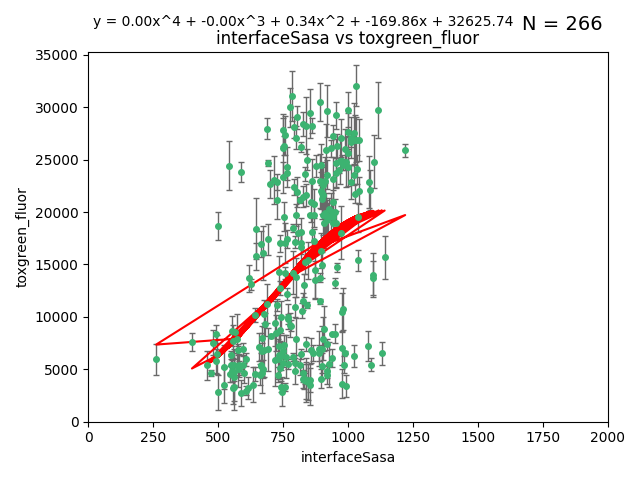 y = 0.00x^4 + -0.00x^3 + 0.34x^2 + -169.86x + 32625.74 N = 266
interfaceSasa vs toxgreen_fluor
35000
30000
25000
20000
15000
10000
5000
0
toxgreen_fluor
0 250 500 750 1000 1250 1500 1750 2000
interfaceSasa